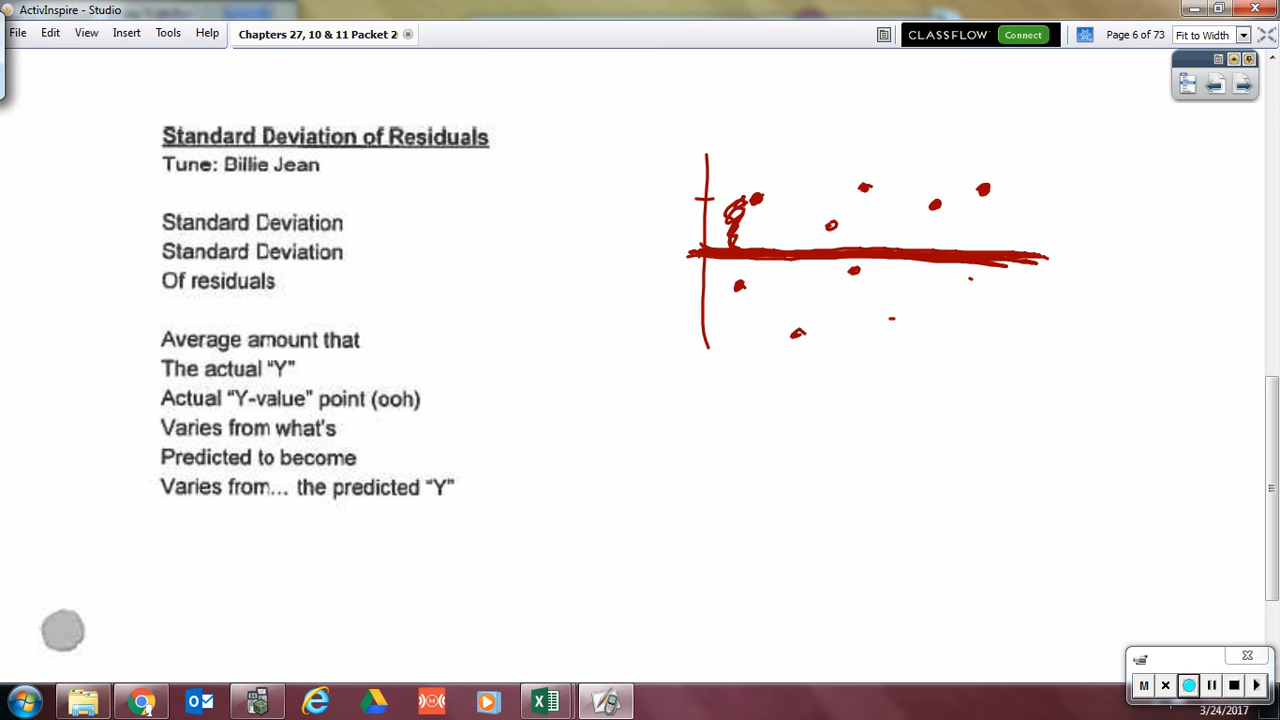 ActivInspire - Studio
File Edit View Insert Tools Help Chapters 27, 10 & 11 Packet 2 CLASSFLOW Connect Page 6 of 73 Fit to Width
Standard Deviation of Residuals
Tune: Billie Jean
Standard Deviation
Standard Deviation
Of residuals
Average amount that
The actual "Y"
Actual "Y-value" point (ooh)
Varies from what's
Predicted to become
Varies from... the predicted "Y"
M
3/24/2017